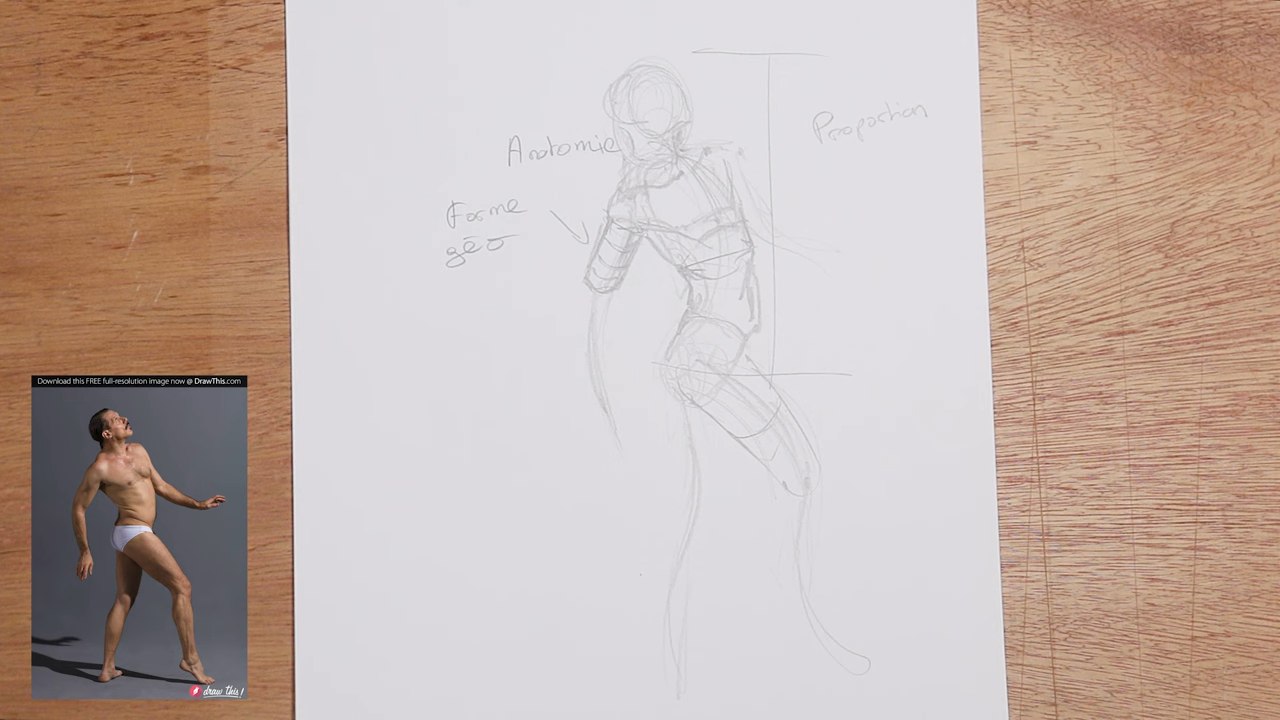 Proportion
Anatomie
Forme
géo
Download this FREE full-resolution image now @ DrawThis.com
draw this!